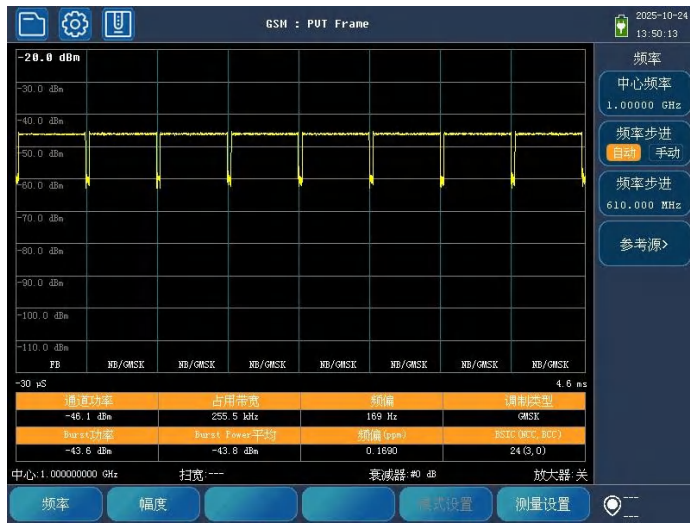 GSM : PVT Frame
2025-10-24
13:50:13
-20.0 dBm
-30.0 dBm
-40.0 dBm
-50.0 dBm
-60.0 dBm
-70.0 dBm
-80.0 dBm
-90.0 dBm
-100.0 dBm
-110.0 dBm
FB NB/GMSK NB/GMSK NB/GMSK NB/GMSK NB/GMSK NB/GMSK NB/GMSK
-30 μS 4.6 ms
通道功率 占用带宽 频偏 调制类型
-46.1 dBm 255.5 kHz 169 Hz GMSK
Burst功率 Burst Power平均 频偏(ppm) BSIC(NCC,BCC)
-43.6 dBm -43.8 dBm 0.1690 24(3,0)
中心:1.000000000 GHz 扫宽:--- 衰减器:#0 dB 放大器:关
频率
中心频率
1.00000 GHz
频率步进
自动 手动
频率步进
610.000 MHz
参考源>
频率 幅度 模式设置 测量设置
---
---